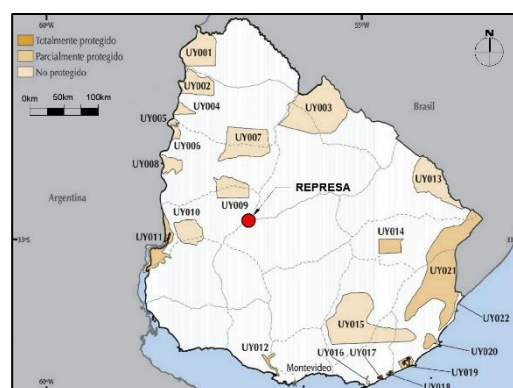 60°W
55°W
Totalmente protegido
Parcialmente protegido
No protegido
0km 50km 100km
N
UY001
UY002
UY003
Brasil
UY004
UY005
UY006
UY007
UY008
UY013
Argentina
UY009
REPRESA
UY010
UY011
UY014
33°S
33°S
UY021
UY022
UY015
UY012
UY016 UY017
UY020
Montevideo
UY019
UY018
60°W